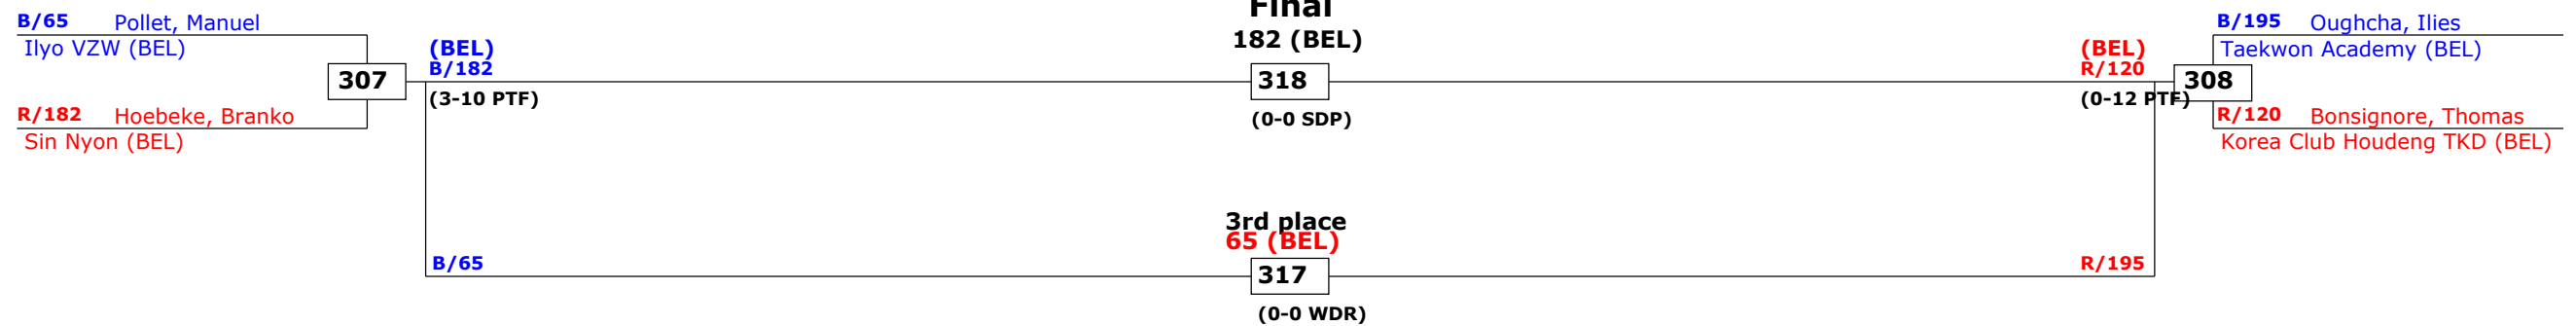 Final
182 (BEL)
B/65 Pollet, Manuel
Ilyo VZW (BEL)
307
R/182 Hoebeke, Branko
Sin Nyon (BEL)
(BEL)
B/182
(3-10 PTF)
318
(0-0 SDP)
(BEL)
R/120
(0-12 PTF)
B/195 Oughcha, Ilies
Taekwon Academy (BEL)
308
R/120 Bonsignore, Thomas
Korea Club Houdeng TKD (BEL)
3rd place
65 (BEL)
B/65
317
R/195
(0-0 WDR)